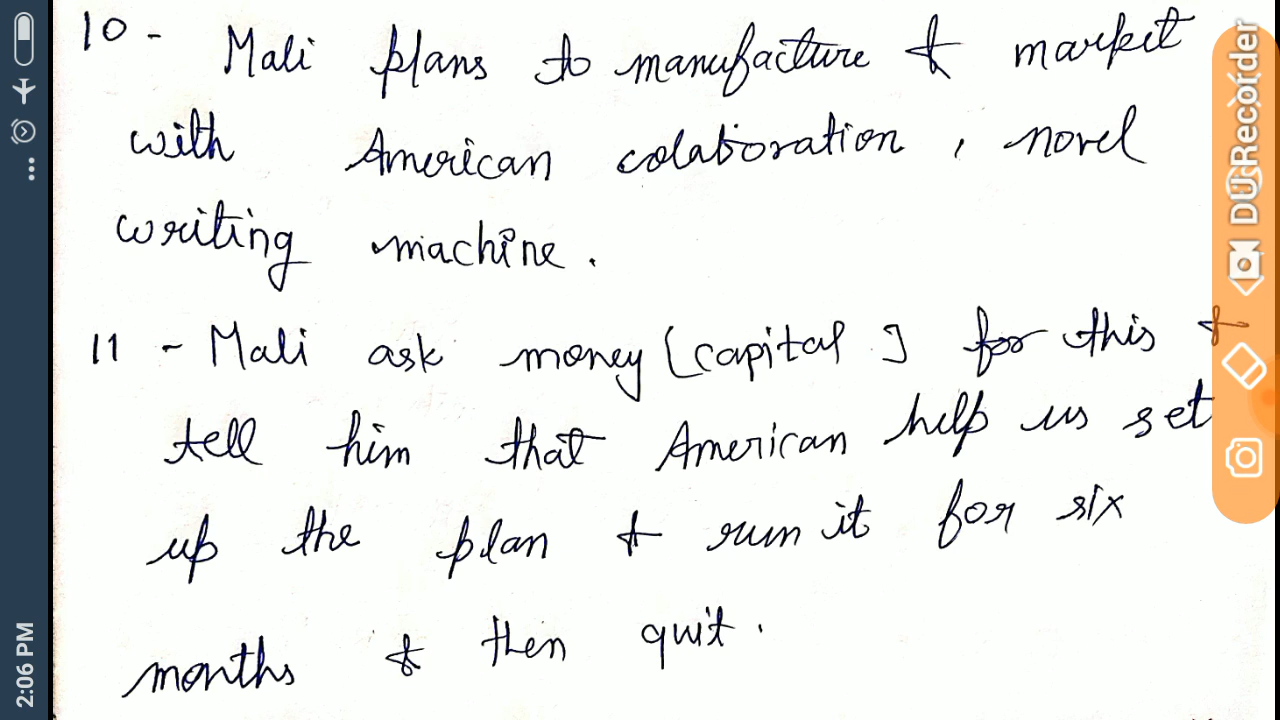 10 - Mali plans to manufacture & market
with American colaboration, novel
writing machine.
11 - Mali ask money [capital] for this &
tell him that American help us set
up the plan & run it for six
months & then quit.
2:06 PM
DU Recorder